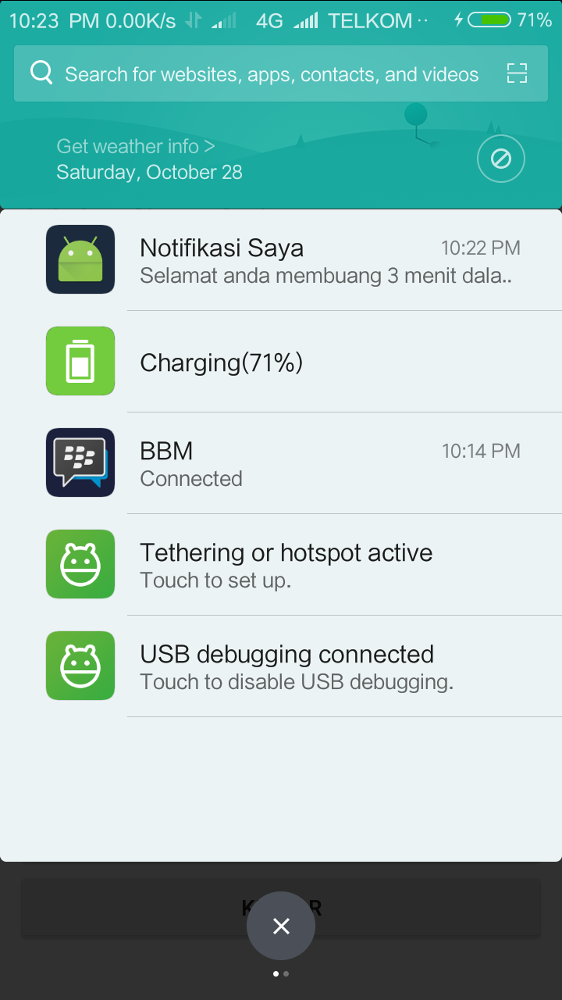 10:23 PM 0.00K/s 4G TELKOM ·· 71%
Search for websites, apps, contacts, and videos
Get weather info >
Saturday, October 28
Notifikasi Saya 10:22 PM
Selamat anda membuang 3 menit dala..
Charging(71%)
BBM 10:14 PM
Connected
Tethering or hotspot active
Touch to set up.
USB debugging connected
Touch to disable USB debugging.